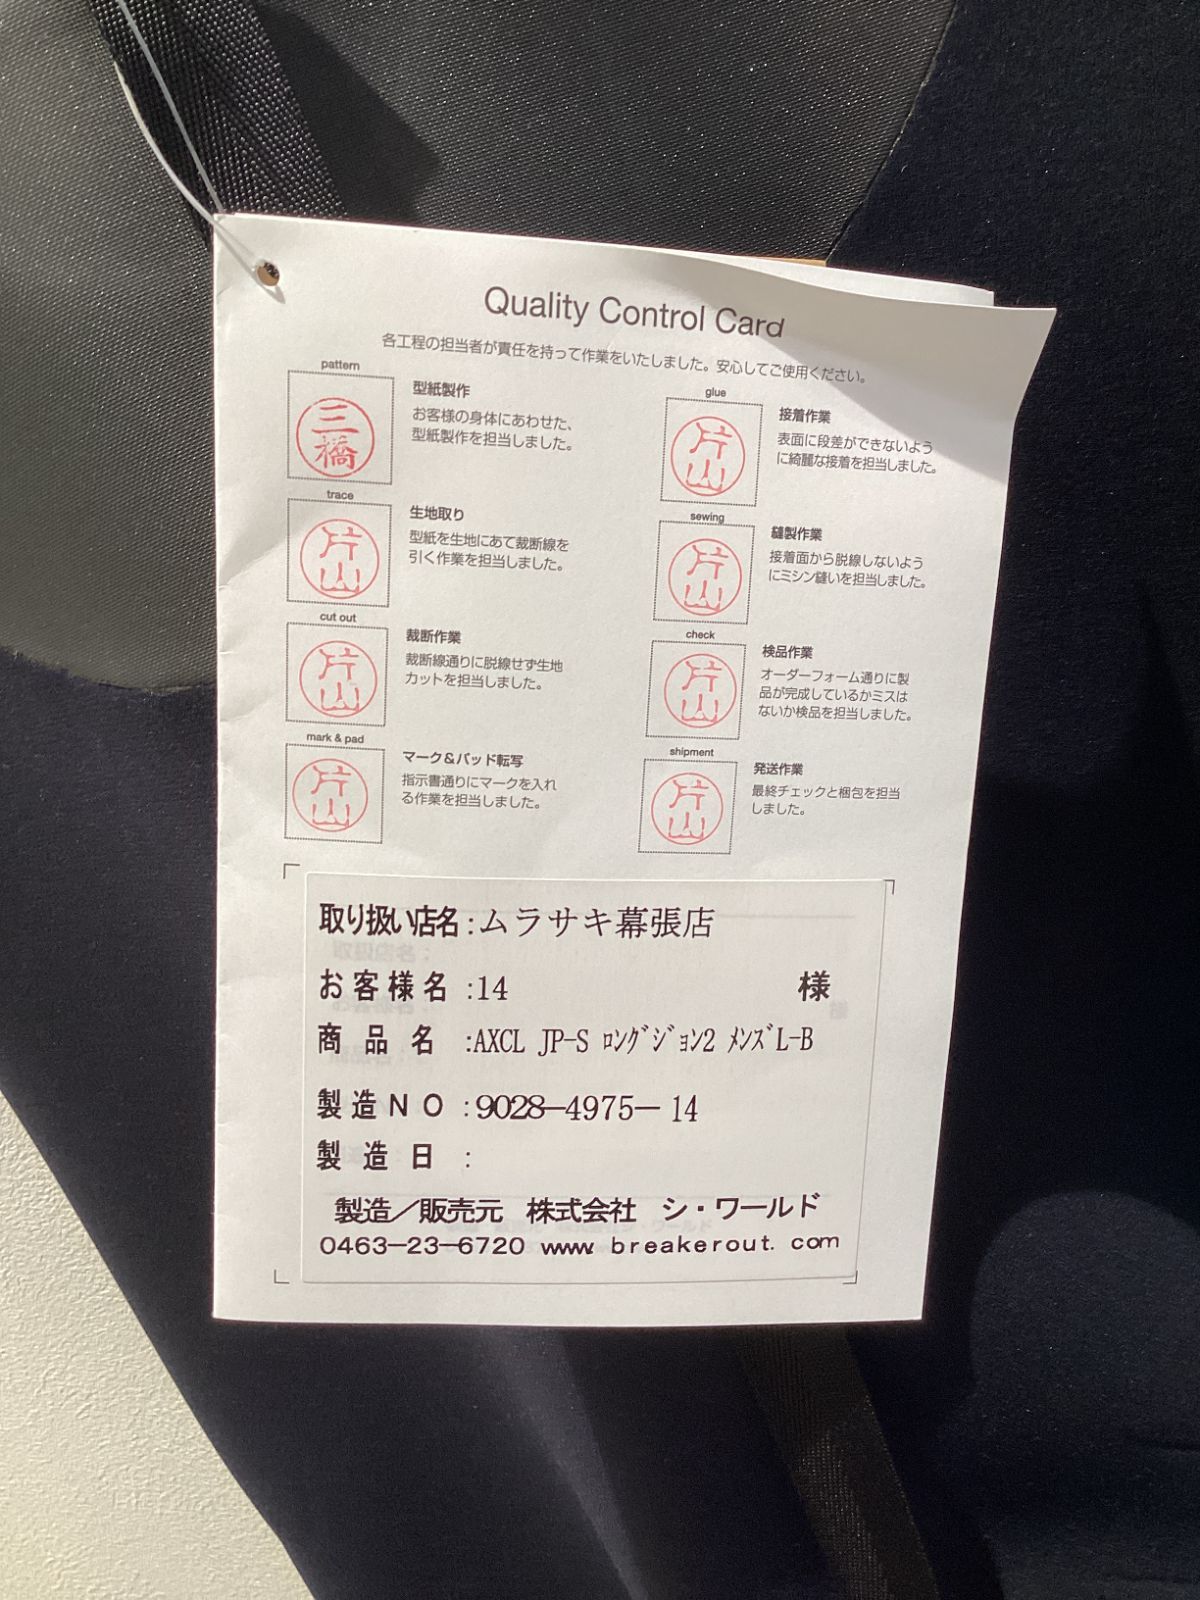 Quality Control Card
各工程の担当者が責任を持って作業をいたしました。安心してご使用ください。
pattern
三橋
型紙製作
お客様の身体にあわせた、
型紙製作を担当しました。
trace
片山
生地取り
型紙を生地にあて裁断線を
引く作業を担当しました。
cut out
片山
裁断作業
裁断線通りに脱線せず生地
カットを担当しました。
mark & pad
片山
マーク＆パッド転写
指示書通りにマークを入れ
る作業を担当しました。
glue
片山
接着作業
表面に段差ができないよう
に綺麗な接着を担当しました。
sewing
片山
縫製作業
接着面から脱線しないよう
にミシン縫いを担当しました。
check
片山
検品作業
オーダーフォーム通りに製
品が完成しているかミスは
ないか検品を担当しました。
shipment
片山
発送作業
最終チェックと梱包を担当
しました。
取り扱い店名:ムラサキ幕張店
お客様名:14 様
商品名:AXCL JP-S ﾛﾝｸﾞｼﾞｮﾝ2 ﾒﾝｽﾞL-B
製造NO:9028-4975-14
製造日:
製造/販売元 株式会社 シ・ワールド
0463-23-6720 www.breakerout.com